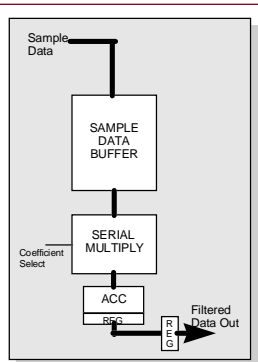 Sample
Data
SAMPLE
DATA
BUFFER
SERIAL
MULTIPLY
Coefficient
Select
ACC
REG
R
E
G
Filtered
Data Out